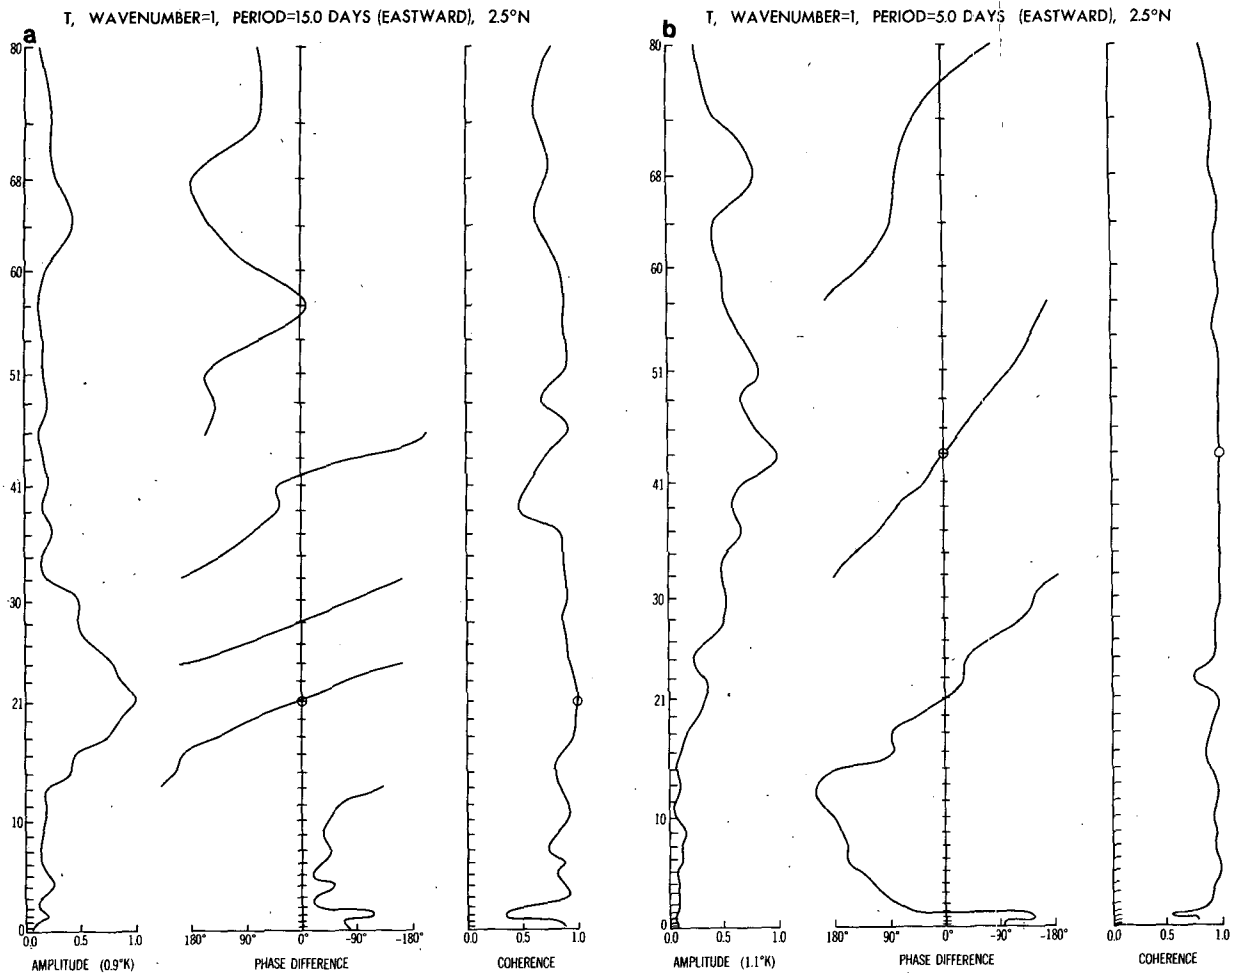 T, WAVENUMBER=1, PERIOD=15.0 DAYS (EASTWARD), 2.5°N
a
80
68
60
51
41
30
21
10
0
0.0 0.5 1.0
180° 90° 0° -90° -180°
0.0 0.5 1.0
AMPLITUDE (0.9°K)
PHASE DIFFERENCE
COHERENCE
T, WAVENUMBER=1, PERIOD=5.0 DAYS (EASTWARD), 2.5°N
b
80
68
60
51
41
30
21
10
0
0.0 0.5 1.0
180° 90° 0° -90° -180°
0.0 0.5 1.0
AMPLITUDE (1.1°K)
PHASE DIFFERENCE
COHERENCE